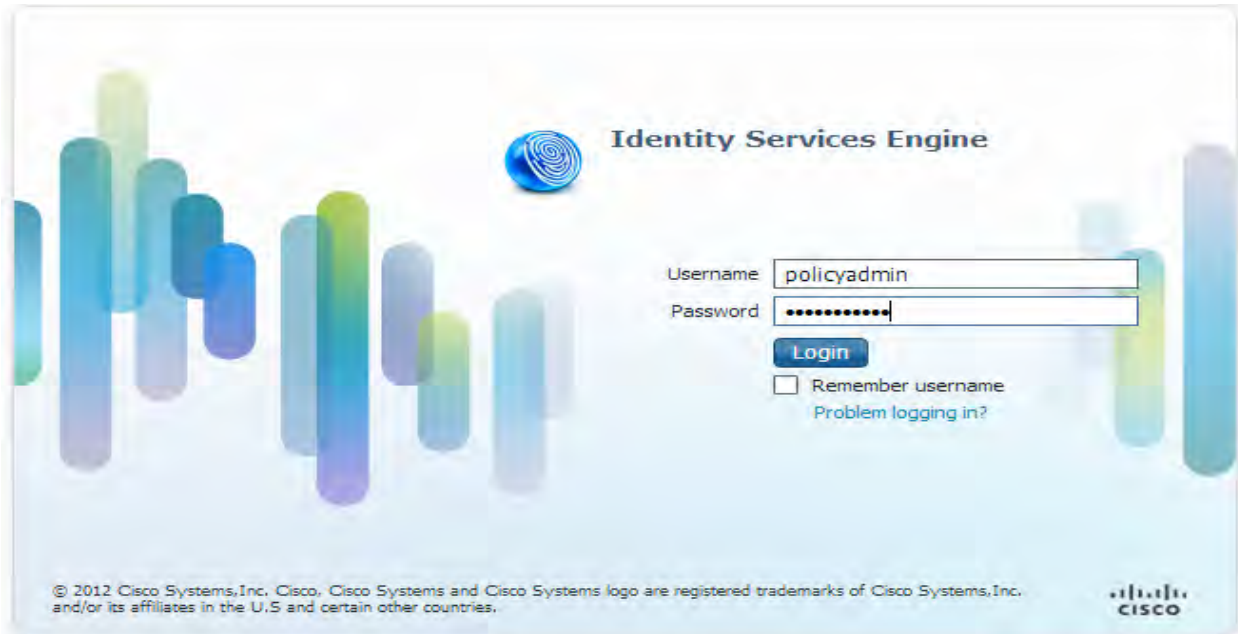 Identity Services Engine
Username policyadmin
Password •••••••••••
Login
Remember username
Problem logging in?
© 2012 Cisco Systems,Inc. Cisco, Cisco Systems and Cisco Systems logo are registered trademarks of Cisco Systems,Inc.
and/or its affiliates in the U.S and certain other countries.
CISCO